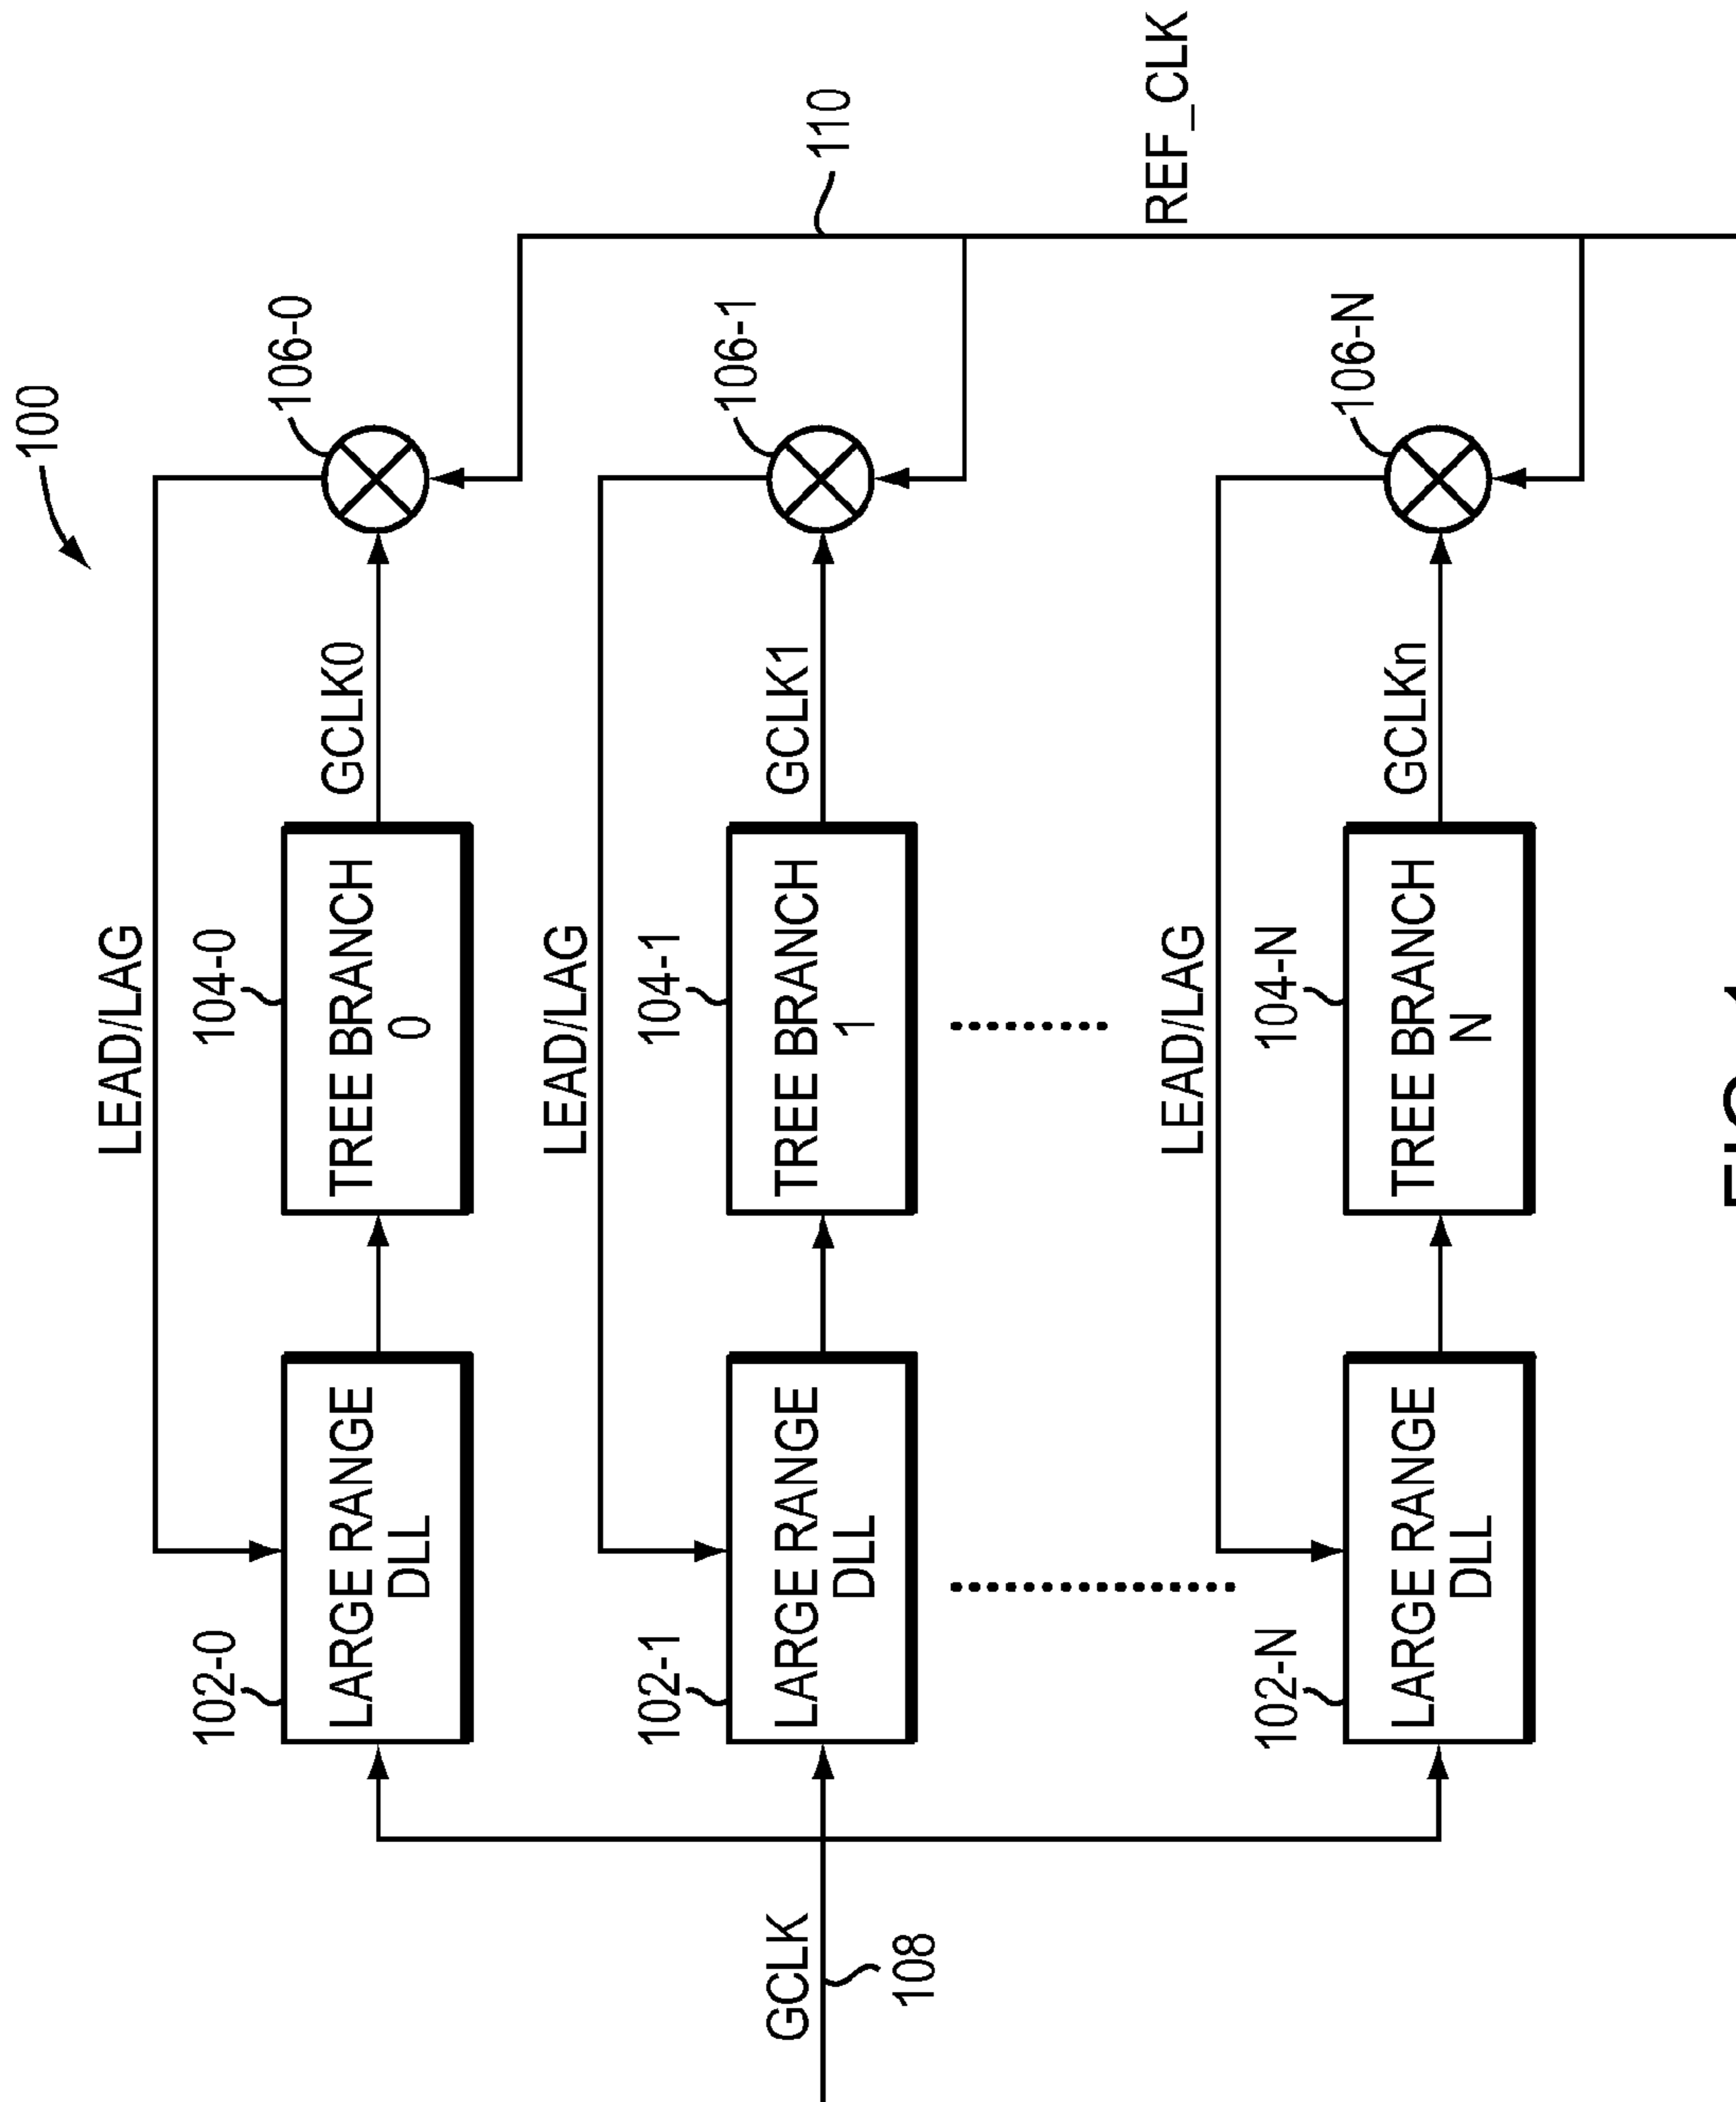 100
LEAD/LAG
102-0
104-0
106-0
LARGE RANGE
DLL
TREE BRANCH
0
GCLK0
110
LEAD/LAG
102-1
104-1
106-1
GCLK
108
LARGE RANGE
DLL
TREE BRANCH
1
GCLK1
REF_CLK
LEAD/LAG
102-N
104-N
106-N
LARGE RANGE
DLL
TREE BRANCH
N
GCLKn